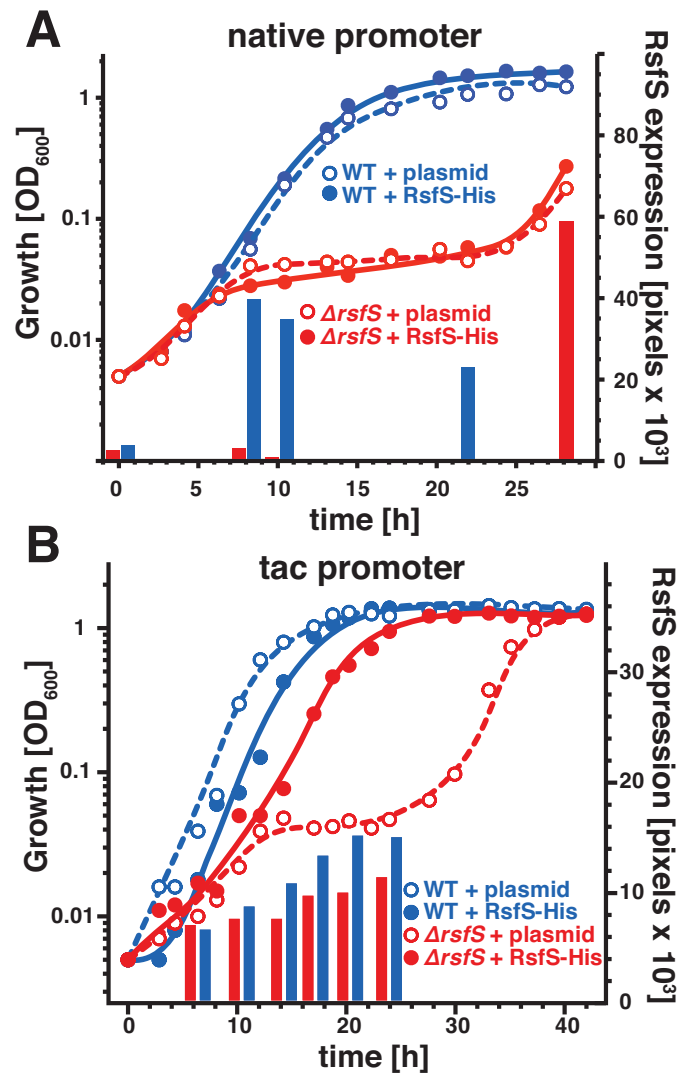 A
native promoter
Growth [OD600]
1
0.1
0.01
WT + plasmid
WT + RsfS-His
ΔrsfS + plasmid
ΔrsfS + RsfS-His
80
60
40
20
0
RsfS expression [pixels x 10³]
0 5 10 15 20 25
time [h]
B
tac promoter
Growth [OD600]
1
0.1
0.01
WT + plasmid
WT + RsfS-His
ΔrsfS + plasmid
ΔrsfS + RsfS-His
30
20
10
0
RsfS expression [pixels x 10³]
0 10 20 30 40
time [h]